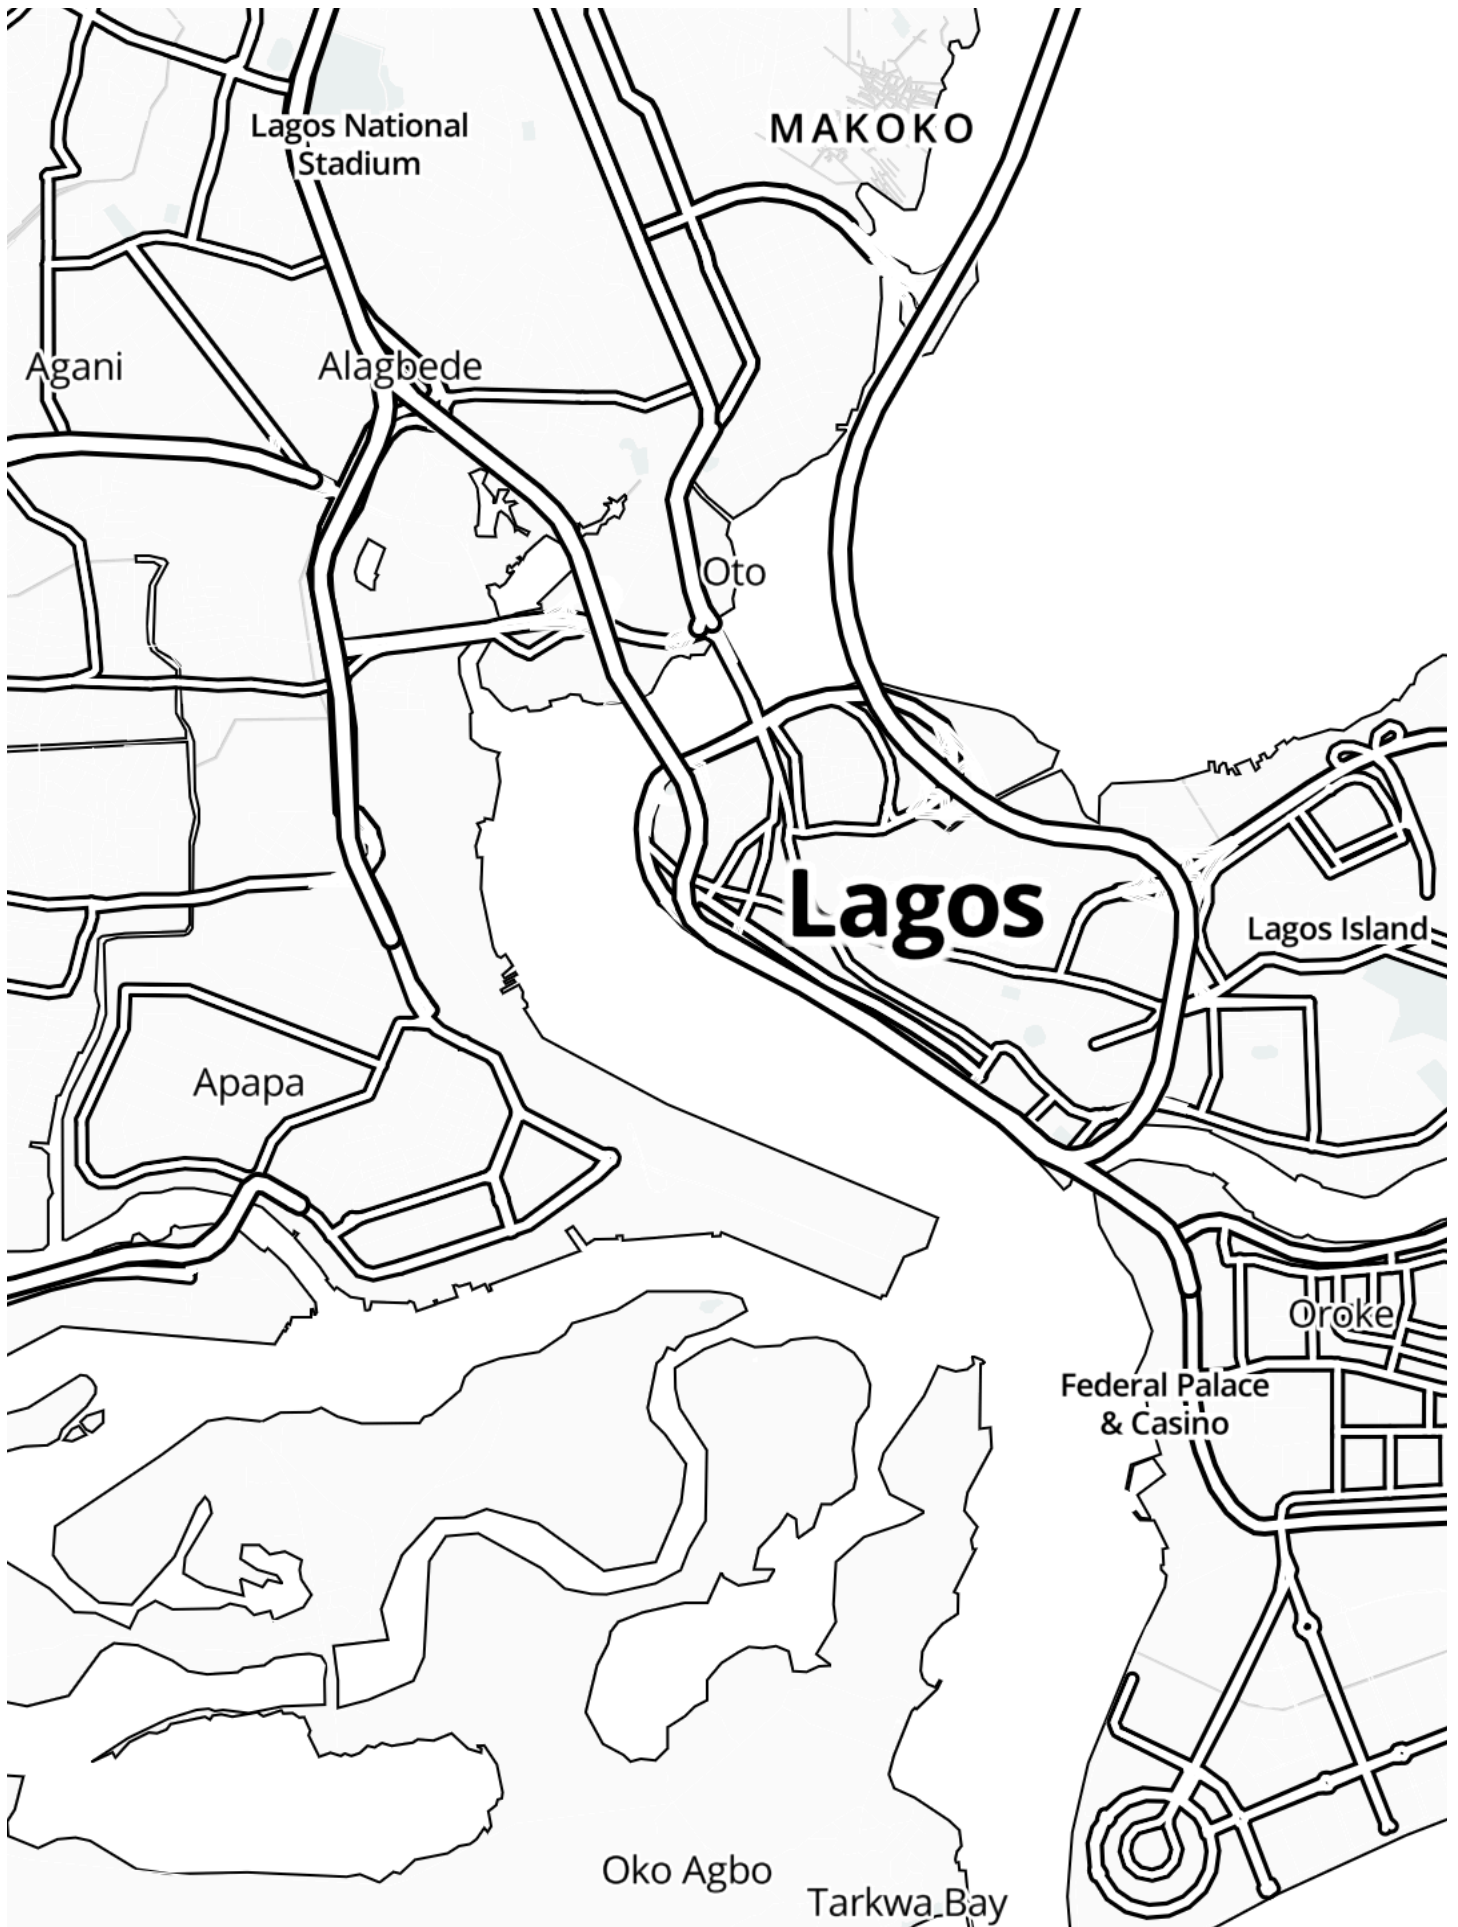 Lagos National
Stadium
MAKOKO
Agani
Alagbede
Oto
Lagos
Lagos Island
Apapa
Oroke
Federal Palace
& Casino
Oko Agbo
Tarkwa Bay